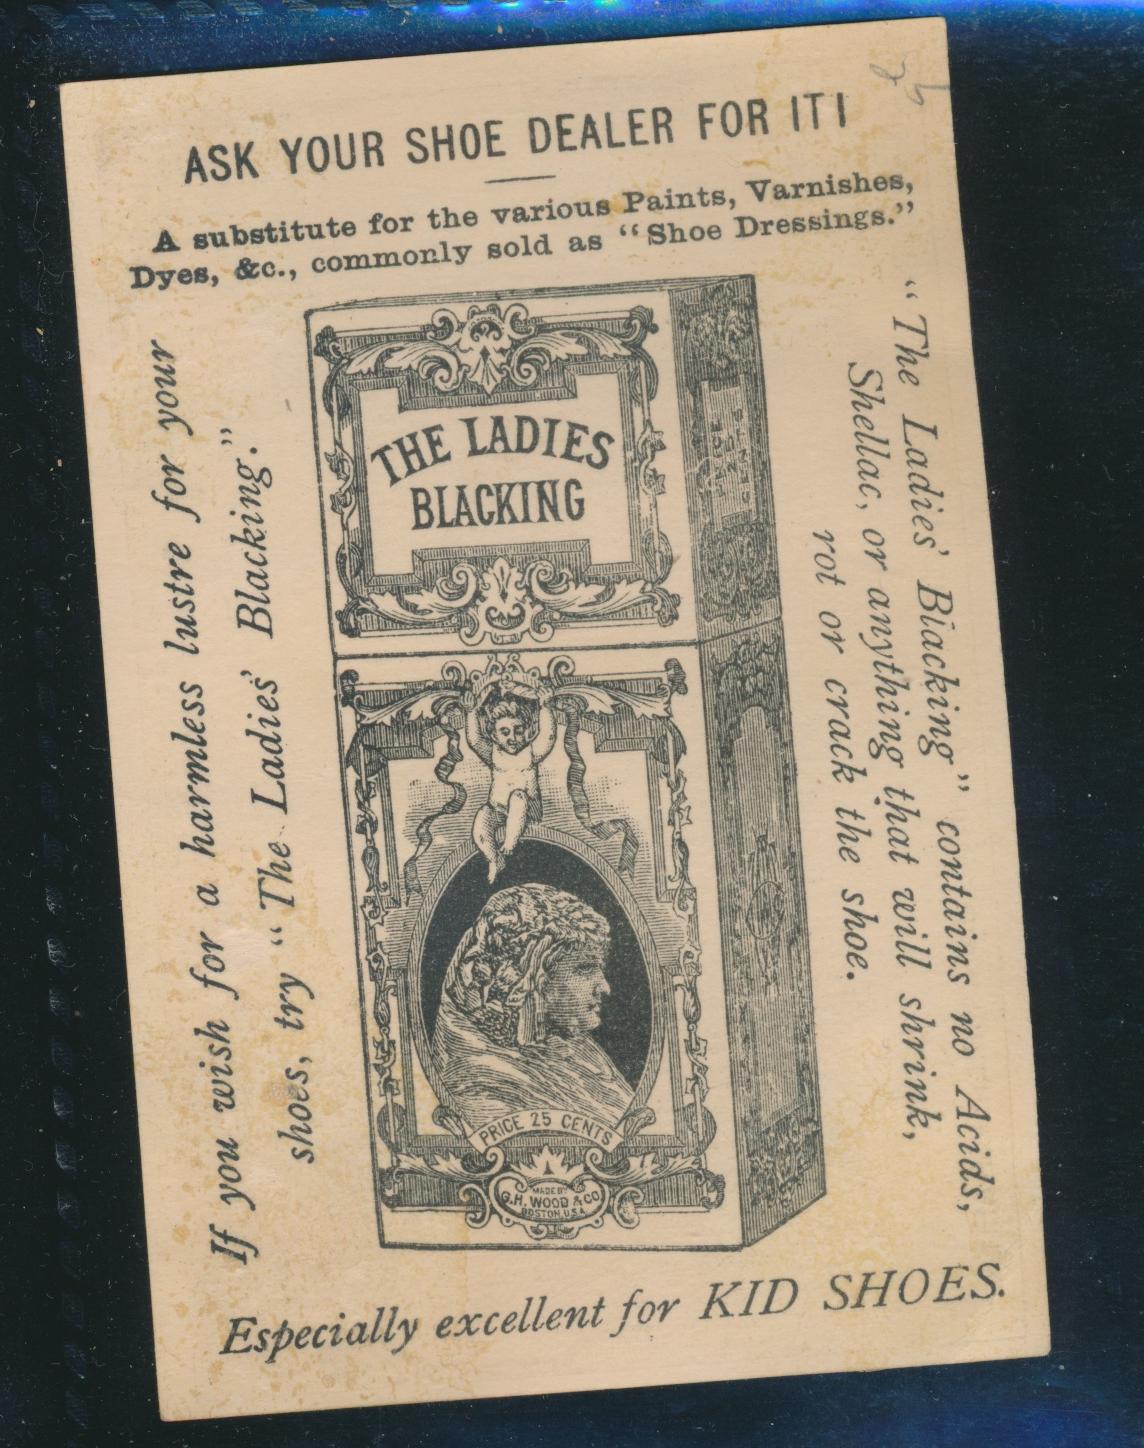 ASK YOUR SHOE DEALER FOR IT!
A substitute for the various Paints, Varnishes,
Dyes, &c., commonly sold as "Shoe Dressings."
If you wish for a harmless lustre for your
shoes, try "The Ladies' Blacking."
THE LADIES
BLACKING
PRICE 25 CENTS
MADE BY
G.H. WOOD & CO.
BOSTON, U.S.A
"The Ladies' Blacking" contains no Acids,
Shellac, or anything that will shrink,
rot or crack the shoe.
Especially excellent for KID SHOES.